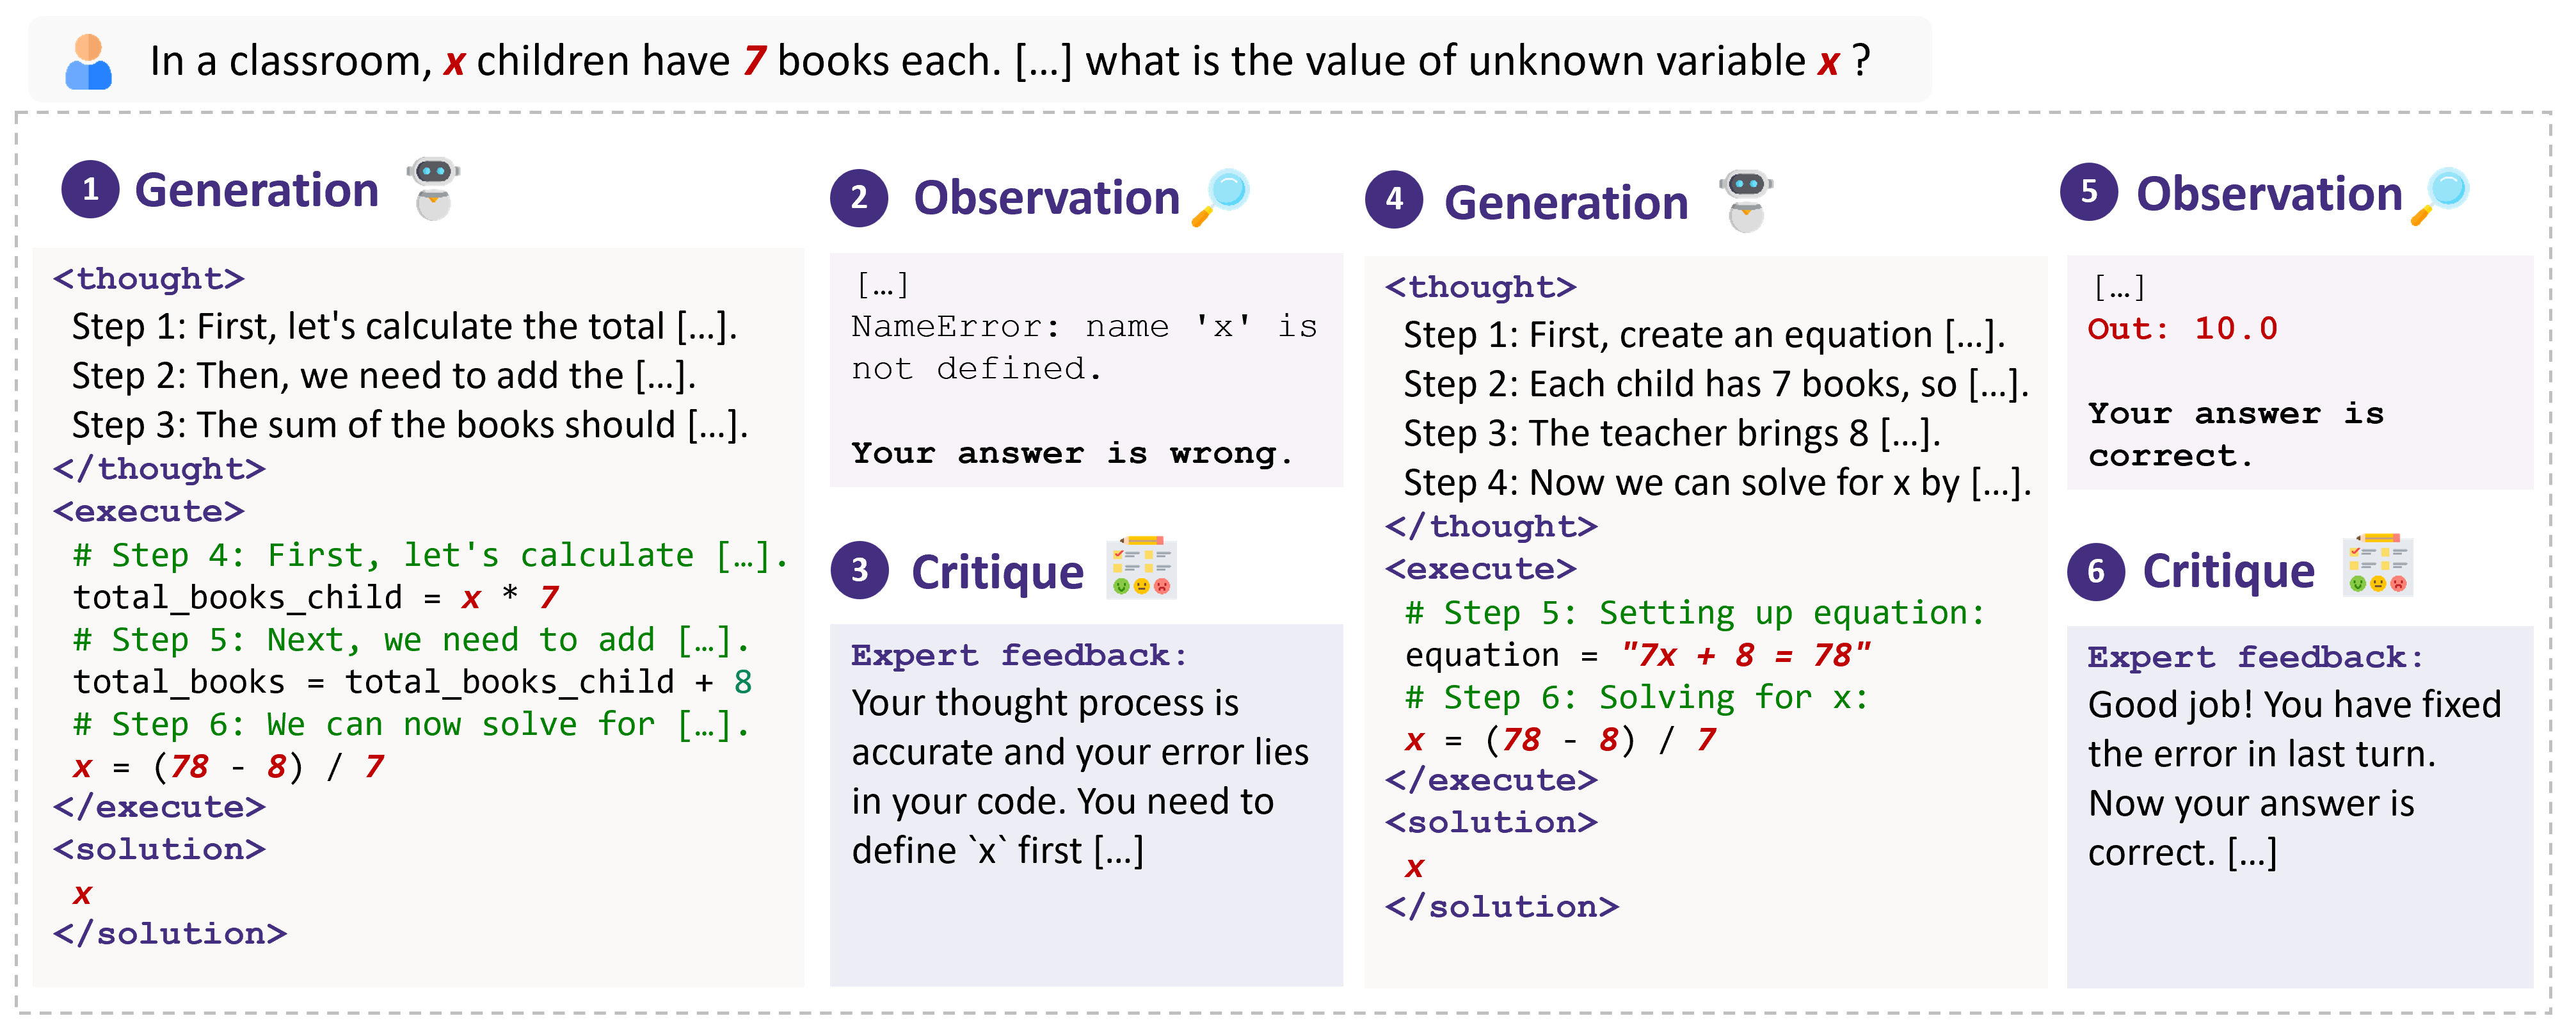 In a classroom, x children have 7 books each. […] what is the value of unknown variable x ?
1 Generation
<thought>
Step 1: First, let's calculate the total […].
Step 2: Then, we need to add the […].
Step 3: The sum of the books should […].
</thought>
<execute>
# Step 4: First, let's calculate […].
total_books_child = x * 7
# Step 5: Next, we need to add […].
total_books = total_books_child + 8
# Step 6: We can now solve for […].
x = (78 - 8) / 7
</execute>
<solution>
x
</solution>
2 Observation
[…]
NameError: name 'x' is
not defined.
Your answer is wrong.
3 Critique
Expert feedback:
Your thought process is
accurate and your error lies
in your code. You need to
define `x` first […]
4 Generation
<thought>
Step 1: First, create an equation […].
Step 2: Each child has 7 books, so […].
Step 3: The teacher brings 8 […].
Step 4: Now we can solve for x by […].
</thought>
<execute>
# Step 5: Setting up equation:
equation = "7x + 8 = 78"
# Step 6: Solving for x:
x = (78 - 8) / 7
</execute>
<solution>
x
</solution>
5 Observation
[…]
Out: 10.0
Your answer is
correct.
6 Critique
Expert feedback:
Good job! You have fixed
the error in last turn.
Now your answer is
correct. […]